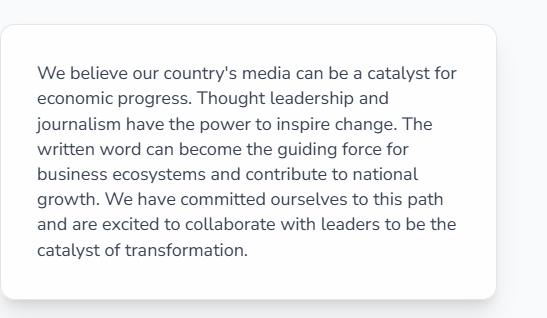 We believe our country's media can be a catalyst for
economic progress. Thought leadership and
journalism have the power to inspire change. The
written word can become the guiding force for
business ecosystems and contribute to national
growth. We have committed ourselves to this path
and are excited to collaborate with leaders to be the
catalyst of transformation.